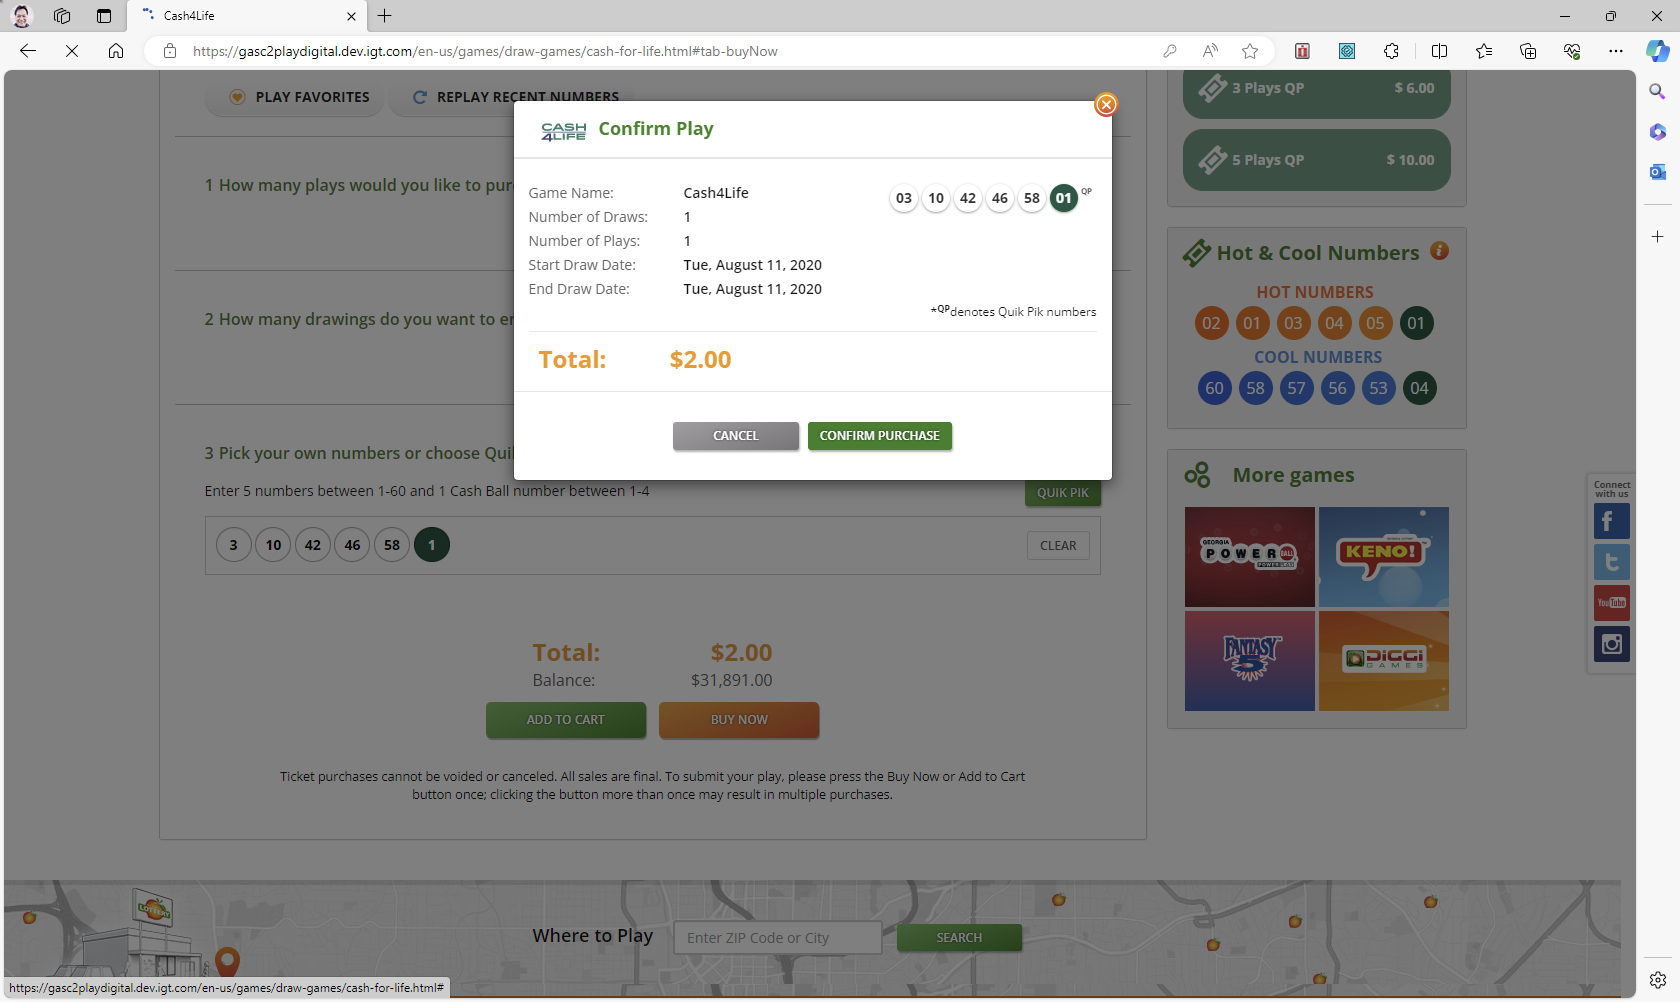 Cash4Life
https://gasc2playdigital.dev.igt.com/en-us/games/draw-games/cash-for-life.html#tab-buyNow
PLAY FAVORITES
REPLAY RECENT NUMBERS
1 How many plays would you like to pur
2 How many drawings do you want to en
3 Pick your own numbers or choose Qui
Enter 5 numbers between 1-60 and 1 Cash Ball number between 1-4
QUIK PIK
3 10 42 46 58 1
CLEAR
Total: $2.00
Balance: $31,891.00
ADD TO CART
BUY NOW
Ticket purchases cannot be voided or canceled. All sales are final. To submit your play, please press the Buy Now or Add to Cart
button once; clicking the button more than once may result in multiple purchases.
CASH
4LIFE
Confirm Play
Game Name: Cash4Life
Number of Draws: 1
Number of Plays: 1
Start Draw Date: Tue, August 11, 2020
End Draw Date: Tue, August 11, 2020
03 10 42 46 58 01 QP
*QPdenotes Quik Pik numbers
Total: $2.00
CANCEL
CONFIRM PURCHASE
3 Plays QP $ 6.00
5 Plays QP $ 10.00
Hot & Cool Numbers
HOT NUMBERS
02 01 03 04 05 01
COOL NUMBERS
60 58 57 56 53 04
More games
GEORGIA
POWERBALL
KENO!
FANTASY
5
DiGGi
GAMES
Connect
with us
YouTube
LOTTERY
Where to Play
Enter ZIP Code or City
SEARCH
https://gasc2playdigital.dev.igt.com/en-us/games/draw-games/cash-for-life.html#